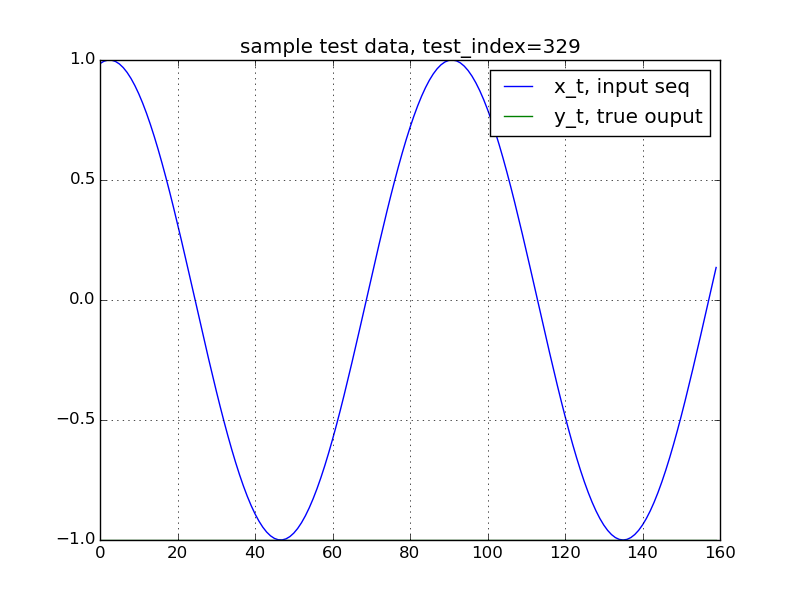 sample test data, test_index=329
x_t, input seq
y_t, true ouput
1.0
0.5
0.0
−0.5
−1.0
0 20 40 60 80 100 120 140 160